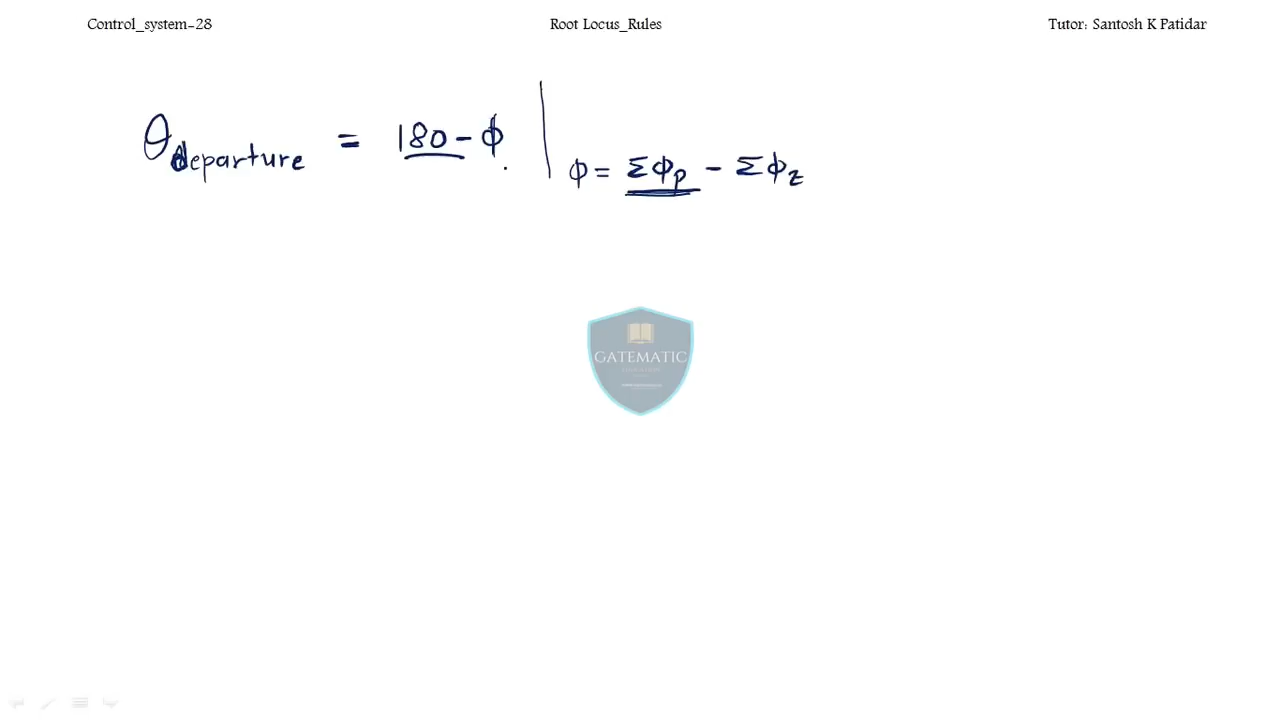 Control_system-28
Root Locus_Rules
Tutor: Santosh K Patidar
θdeparture = 180 - φ
φ = Σφp - Σφz
GATEMATIC